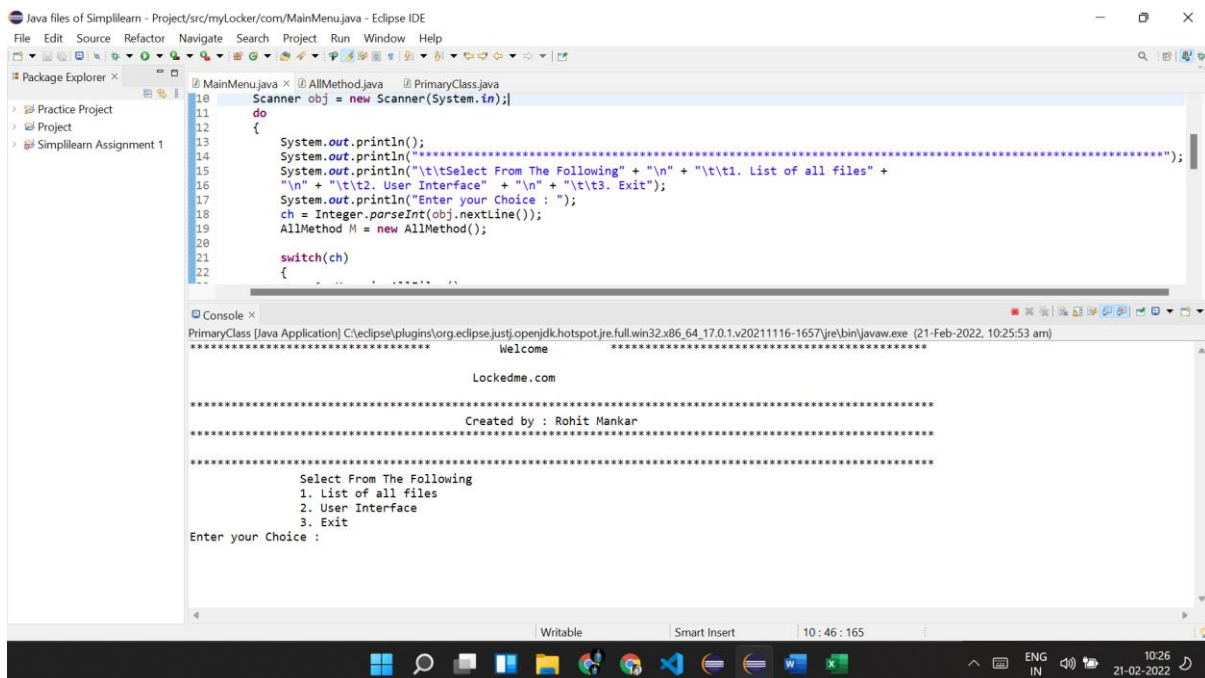 Java files of Simplilearn - Project/src/myLocker/com/MainMenu.java - Eclipse IDE
File Edit Source Refactor Navigate Search Project Run Window Help
Package Explorer
MainMenu.java AllMethod.java PrimaryClass.java
Practice Project
Project
Simplilearn Assignment 1
10 Scanner obj = new Scanner(System.in);
11 do
12 {
13 System.out.println();
14 System.out.println("************************************************************************************************************");
15 System.out.println("\t\tSelect From The Following" + "\n" + "\t\t1. List of all files" +
16 "\n" + "\t\t2. User Interface" + "\n" + "\t\t3. Exit");
17 System.out.println("Enter your Choice : ");
18 ch = Integer.parseInt(obj.nextLine());
19 AllMethod M = new AllMethod();
20
21 switch(ch)
22 {
Console
PrimaryClass [Java Application] C:\eclipse\plugins\org.eclipse.justj.openjdk.hotspot.jre.full.win32.x86_64_17.0.1.v20211116-1657\jre\bin\javaw.exe (21-Feb-2022, 10:25:53 am)
*********************************** Welcome **********************************************
Lockedme.com
************************************************************************************************************
Created by : Rohit Mankar
************************************************************************************************************
************************************************************************************************************
Select From The Following
1. List of all files
2. User Interface
3. Exit
Enter your Choice :
Writable Smart Insert 10 : 46 : 165
ENG
IN
10:26
21-02-2022